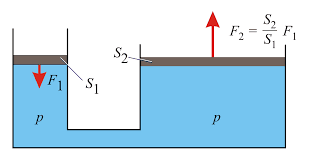 F₁
S₁
S₂
F₂ = S₂/S₁ F₁
p
p